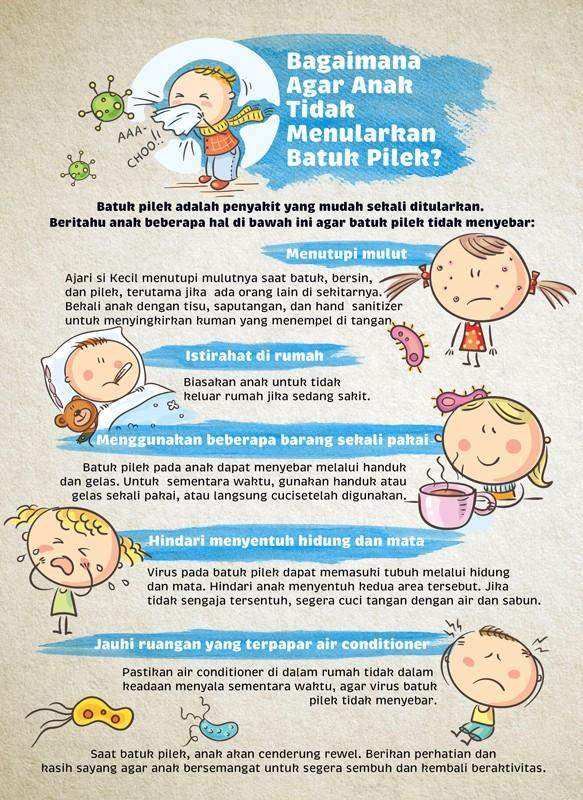 Bagaimana
Agar Anak
Tidak
Menularkan
Batuk Pilek?
AAA-
CHOO!!
Batuk pilek adalah penyakit yang mudah sekali ditularkan.
Beritahu anak beberapa hal di bawah ini agar batuk pilek tidak menyebar:
Menutupi mulut
Ajari si Kecil menutupi mulutnya saat batuk, bersin,
dan pilek, terutama jika ada orang lain di sekitarnya.
Bekali anak dengan tisu, saputangan, dan hand sanitizer
untuk menyingkirkan kuman yang menempel di tangan.
Istirahat di rumah
Biasakan anak untuk tidak
keluar rumah jika sedang sakit.
Menggunakan beberapa barang sekali pakai
Batuk pilek pada anak dapat menyebar melalui handuk
dan gelas. Untuk sementara waktu, gunakan handuk atau
gelas sekali pakai, atau langsung cucisetelah digunakan.
Hindari menyentuh hidung dan mata
Virus pada batuk pilek dapat memasuki tubuh melalui hidung
dan mata. Hindari anak menyentuh kedua area tersebut. Jika
tidak sengaja tersentuh, segera cuci tangan dengan air dan sabun.
Jauhi ruangan yang terpapar air conditioner
Pastikan air conditioner di dalam rumah tidak dalam
keadaan menyala sementara waktu, agar virus batuk
pilek tidak menyebar.
Saat batuk pilek, anak akan cenderung rewel. Berikan perhatian dan
kasih sayang agar anak bersemangat untuk segera sembuh dan kembali beraktivitas.